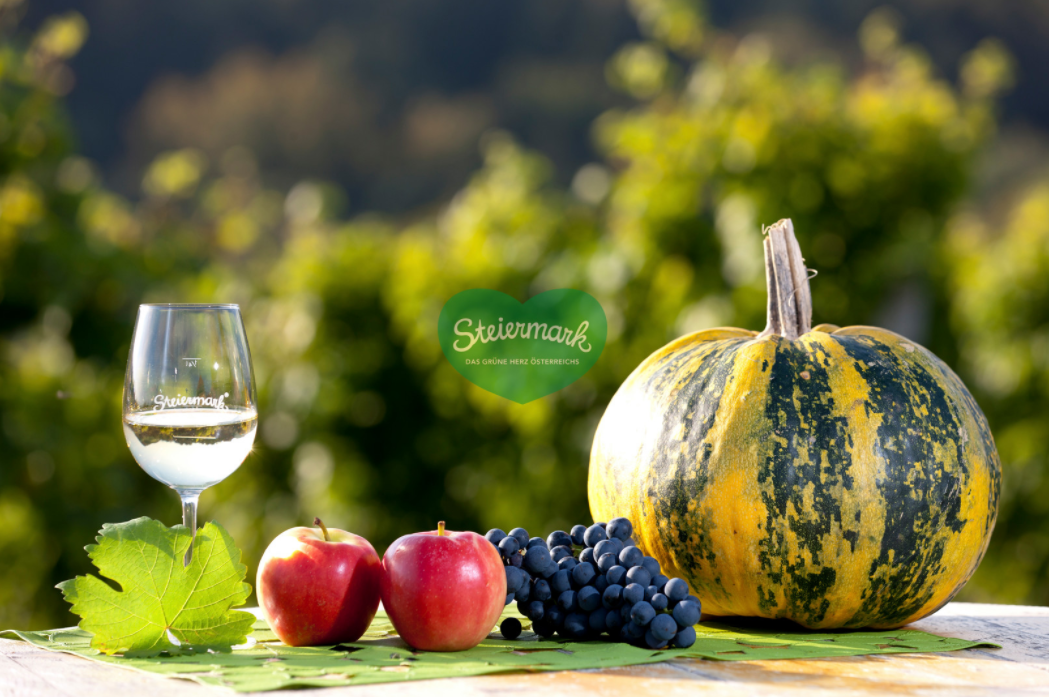 Steiermark
DAS GRÜNE HERZ ÖSTERREICHS
Steiermark®